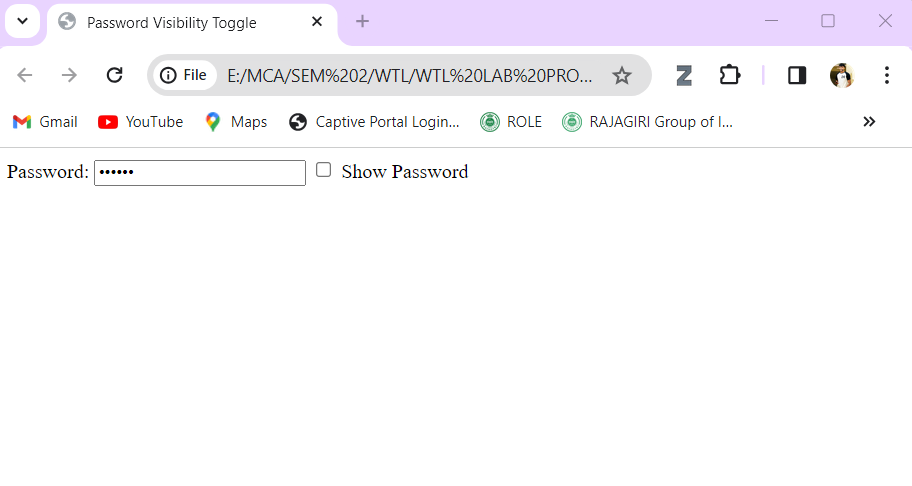 Password Visibility Toggle
File E:/MCA/SEM%202/WTL/WTL%20LAB%20PRO...
Gmail YouTube Maps Captive Portal Login... ROLE RAJAGIRI Group of I...
Password: •••••• Show Password